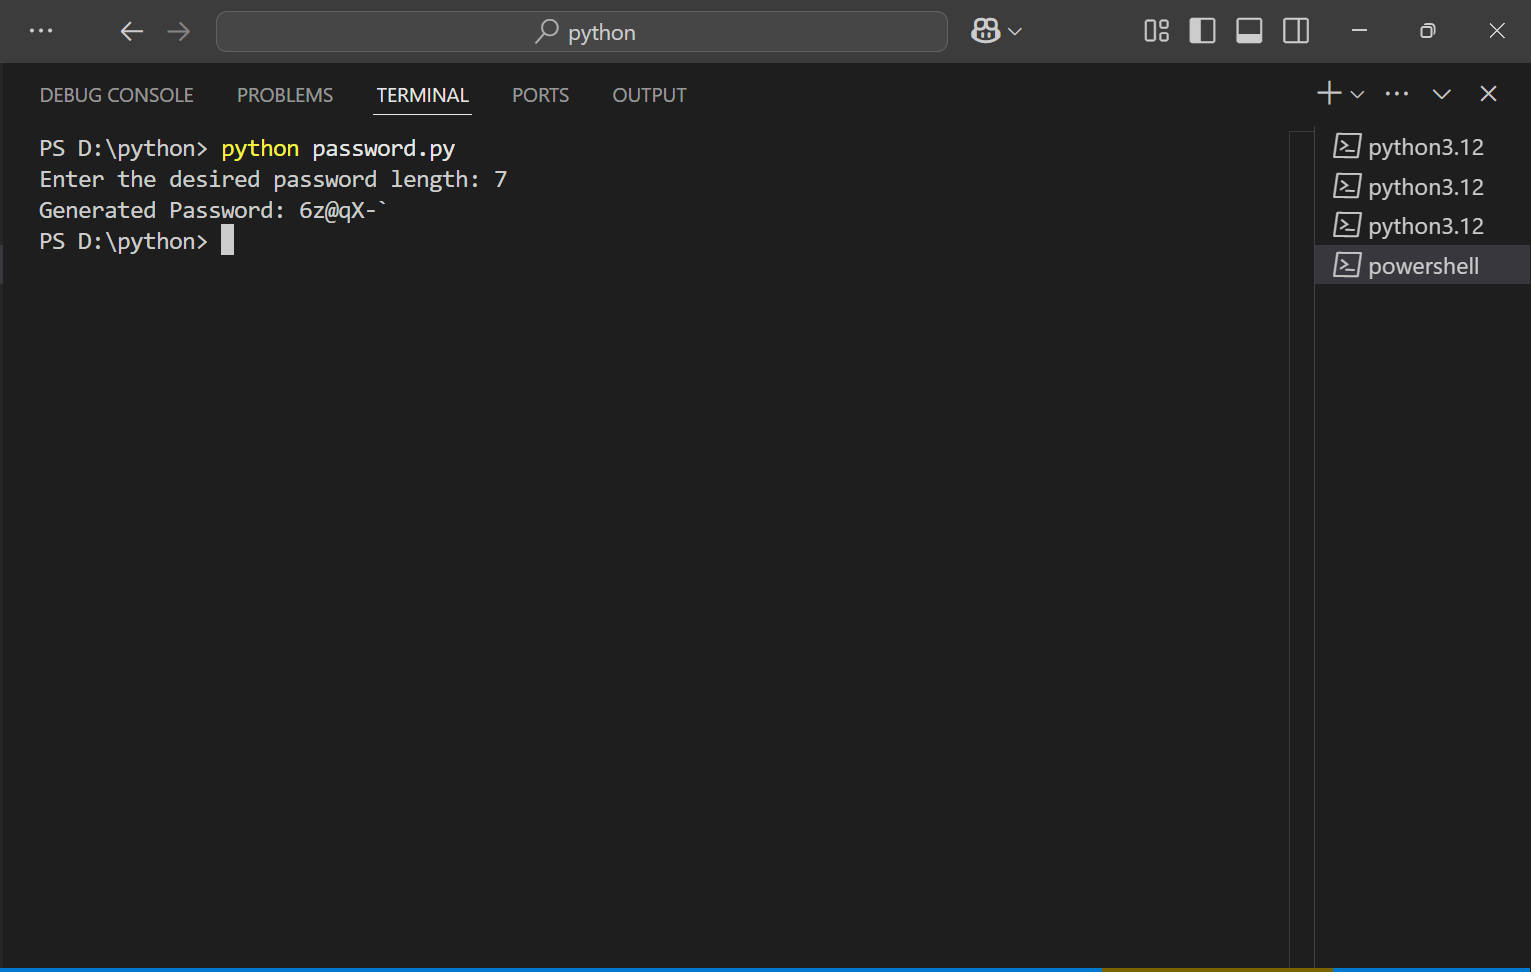 python
DEBUG CONSOLE PROBLEMS TERMINAL PORTS OUTPUT
PS D:\python> python password.py
Enter the desired password length: 7
Generated Password: 6z@qX-`
PS D:\python>
python3.12
python3.12
python3.12
powershell